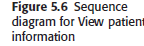 Figure 5.6 Sequence
diagram for View patient
information